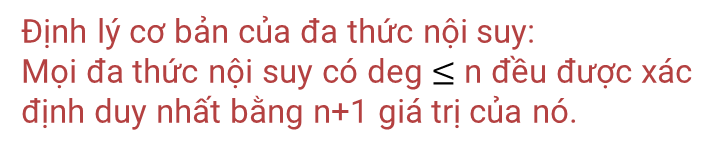 Định lý cơ bản của đa thức nội suy:
Mọi đa thức nội suy có deg ≤ n đều được xác
định duy nhất bằng n+1 giá trị của nó.